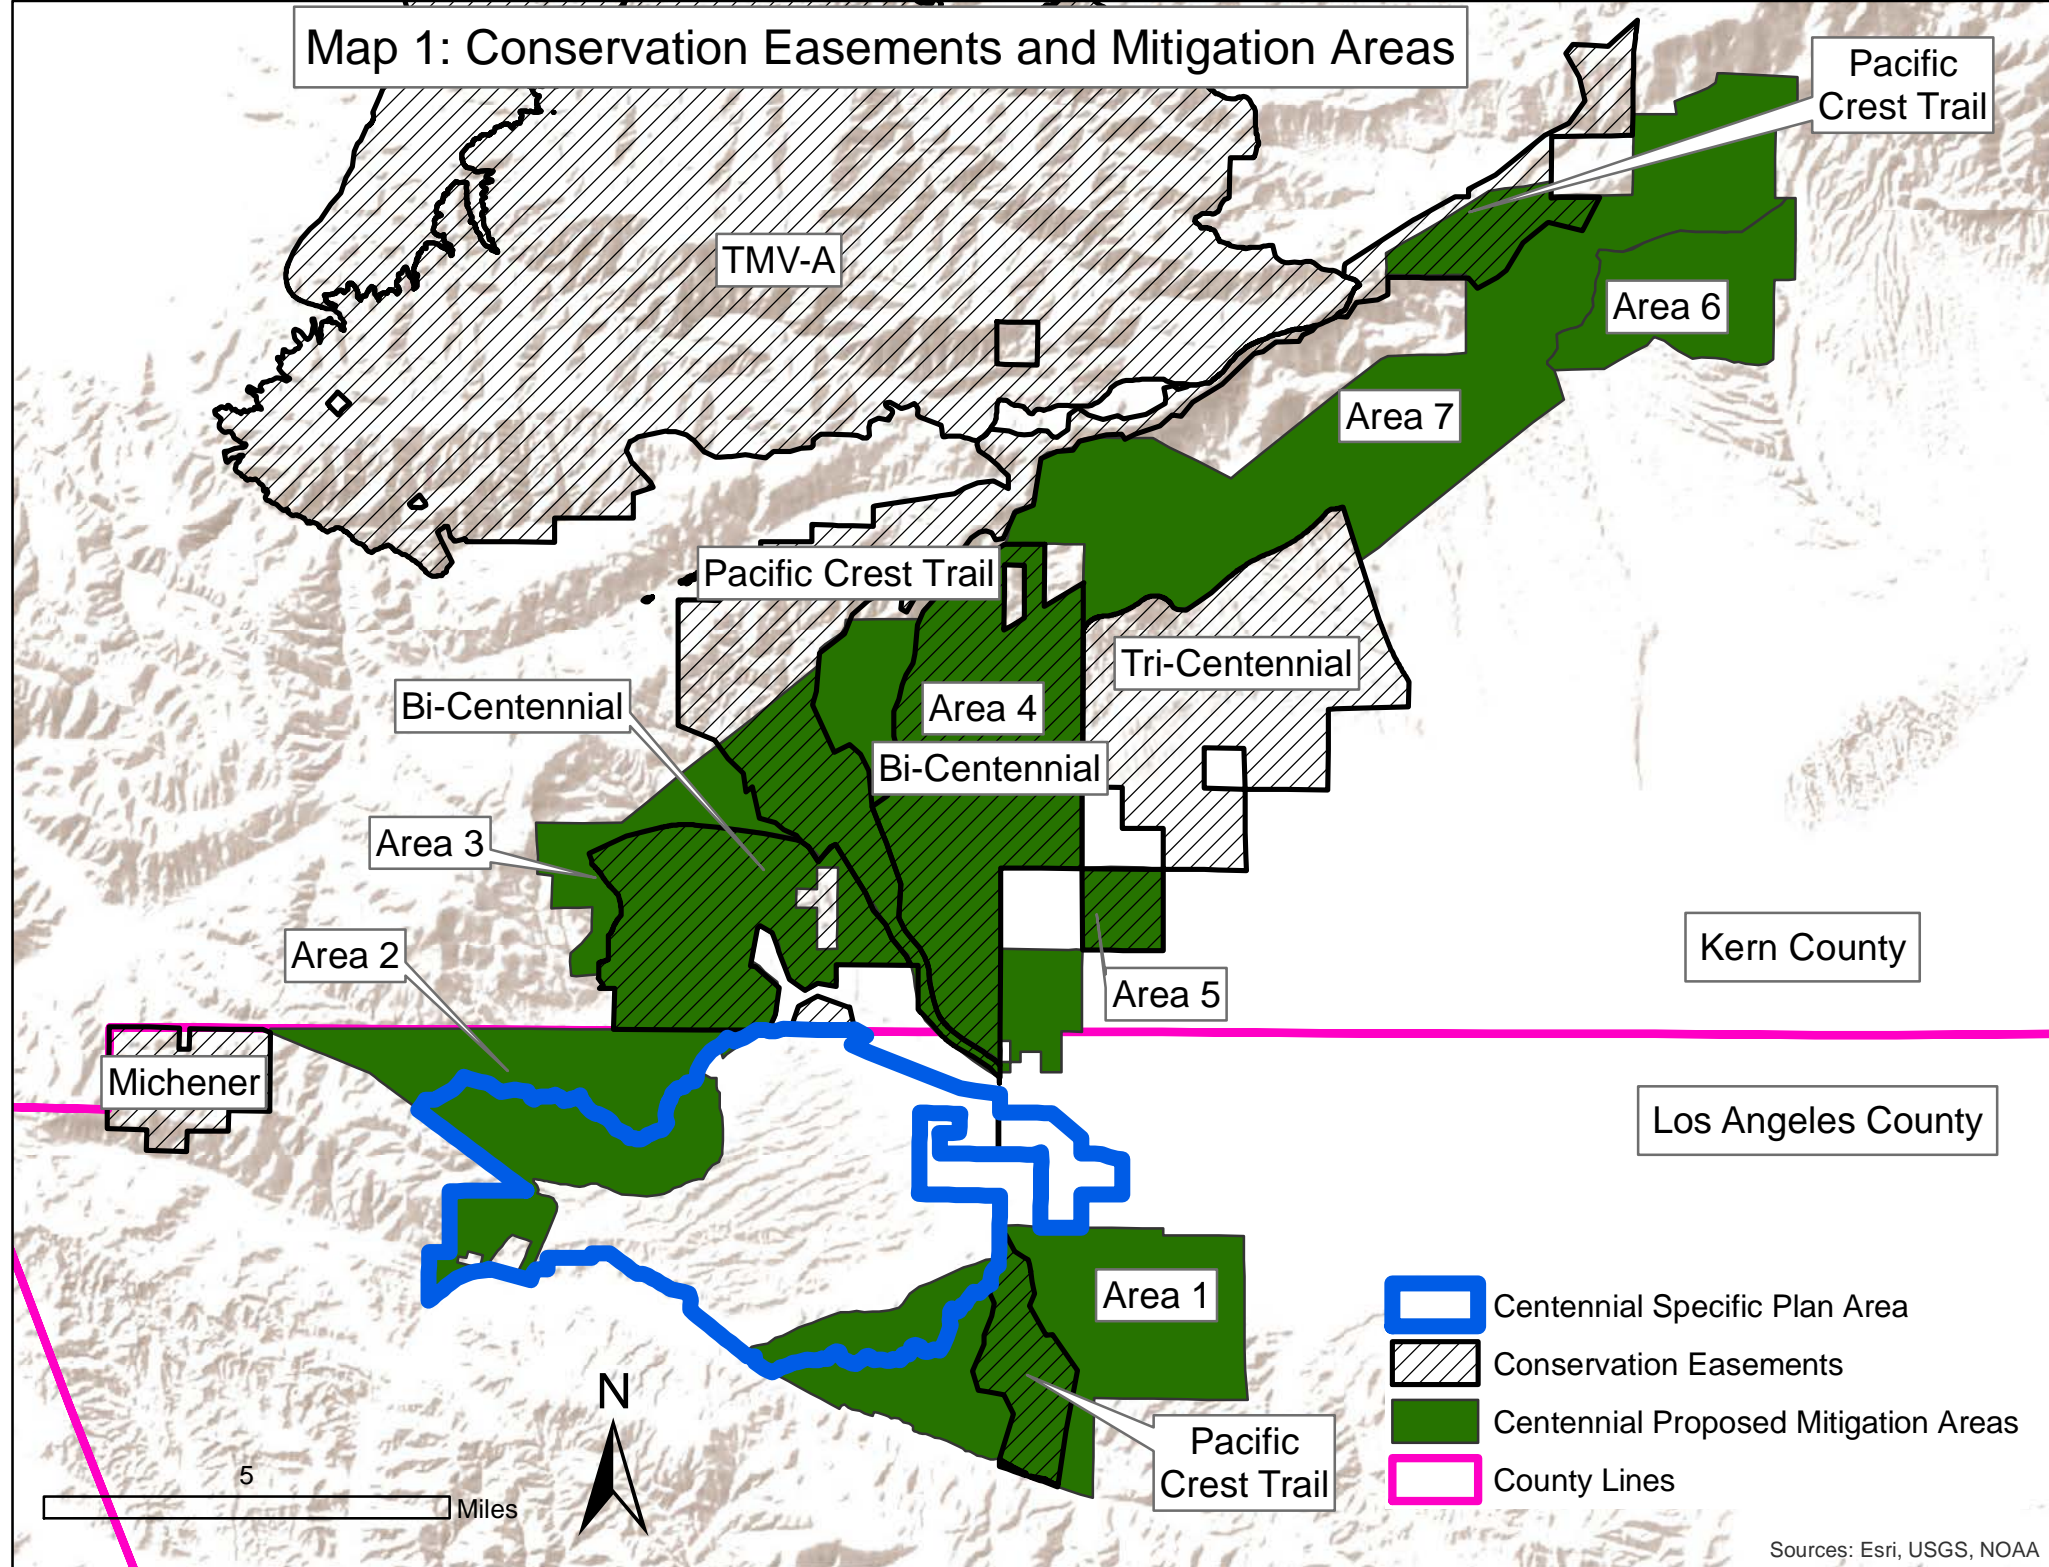 Map 1: Conservation Easements and Mitigation Areas
Pacific
Crest Trail
TMV-A
Area 6
Area 7
Pacific Crest Trail
Tri-Centennial
Bi-Centennial
Area 4
Bi-Centennial
Area 3
Area 2
Kern County
Area 5
Michener
Los Angeles County
Area 1
Centennial Specific Plan Area
Conservation Easements
N
Centennial Proposed Mitigation Areas
Pacific
Crest Trail
County Lines
5
Miles
Sources: Esri, USGS, NOAA